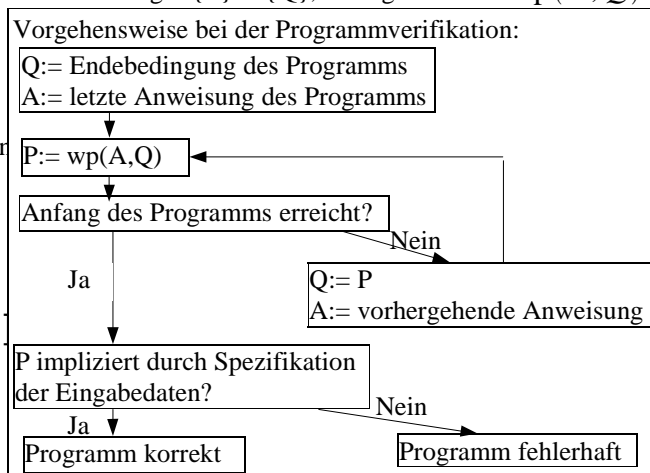 Vorgehensweise bei der Programmverifikation:
Q:= Endebedingung des Programms
A:= letzte Anweisung des Programms
P:= wp(A,Q)
Anfang des Programms erreicht?
Nein
Ja
Q:= P
A:= vorhergehende Anweisung
P impliziert durch Spezifikation
der Eingabedaten?
Nein
Ja
Programm korrekt
Programm fehlerhaft